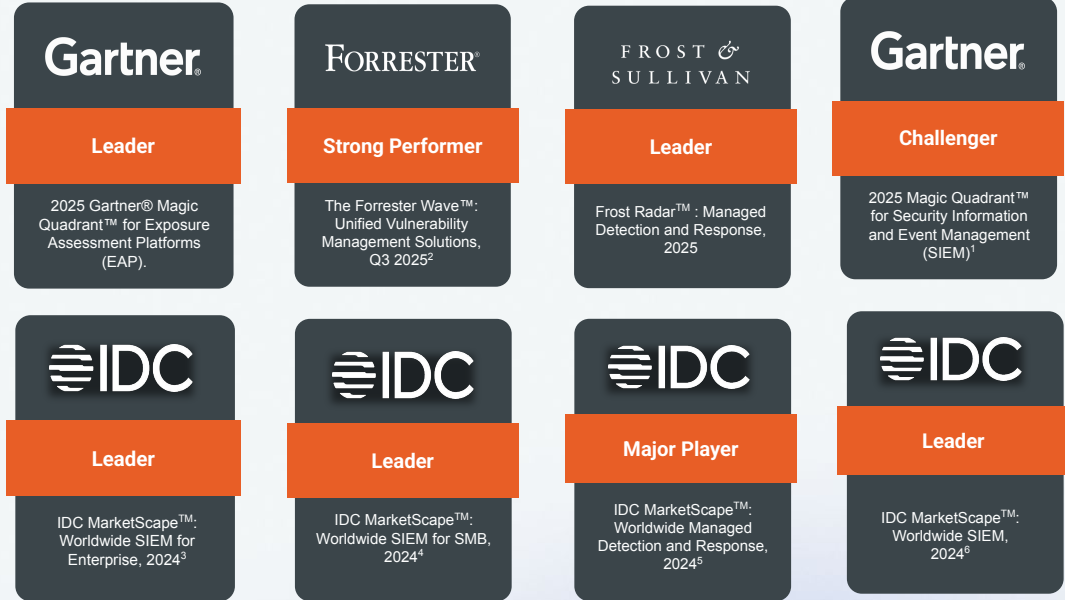 Gartner®
Leader
2025 Gartner® Magic
Quadrant™ for Exposure
Assessment Platforms
(EAP).
FORRESTER®
Strong Performer
The Forrester Wave™:
Unified Vulnerability
Management Solutions,
Q3 2025²
FROST &
SULLIVAN
Leader
Frost Radar™ : Managed
Detection and Response,
2025
Gartner®
Challenger
2025 Magic Quadrant™
for Security Information
and Event Management
(SIEM)¹
IDC
Leader
IDC MarketScape™:
Worldwide SIEM for
Enterprise, 2024³
IDC
Leader
IDC MarketScape™:
Worldwide SIEM for SMB,
2024⁴
IDC
Major Player
IDC MarketScape™:
Worldwide Managed
Detection and Response,
2024⁵
IDC
Leader
IDC MarketScape™:
Worldwide SIEM,
2024⁶